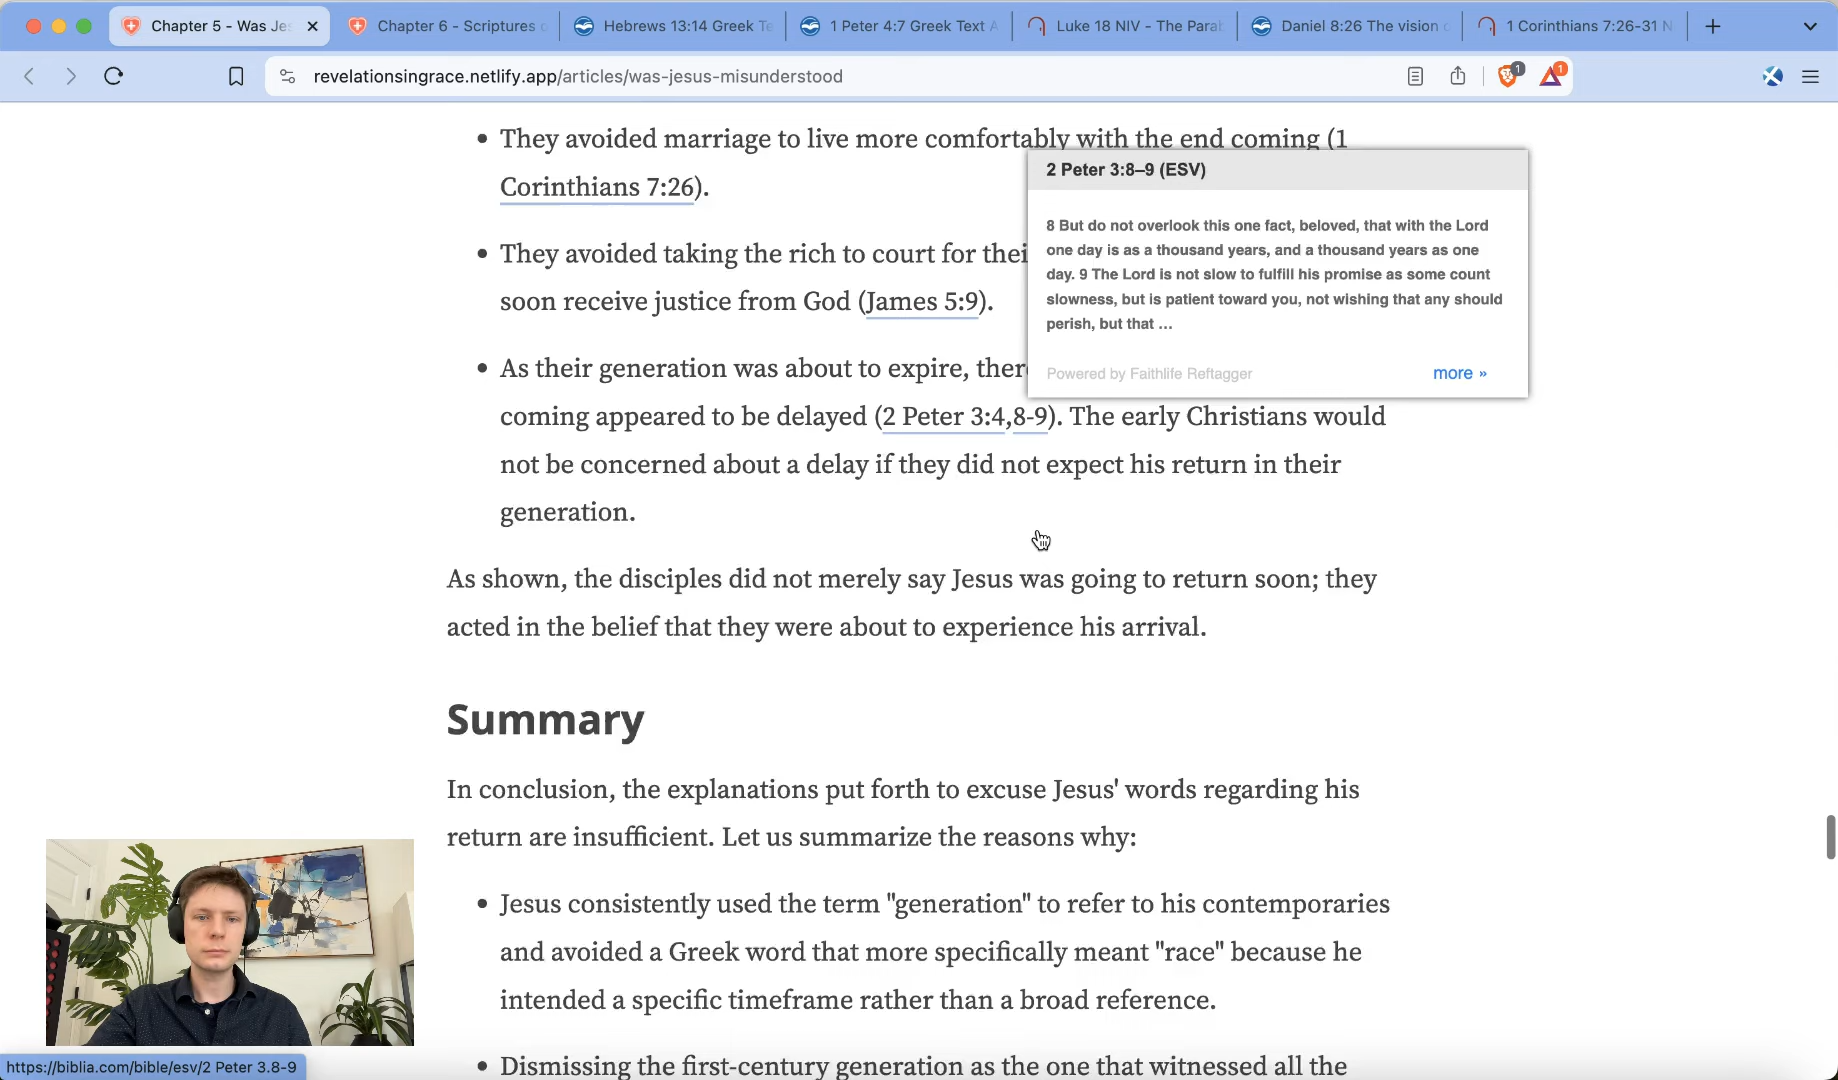 Chapter 5 - Was Je
Chapter 6 - Scriptures
Hebrews 13:14 Greek Te
1 Peter 4:7 Greek Text A
Luke 18 NIV - The Parab
Daniel 8:26 The vision
1 Corinthians 7:26-31 N
revelationsingrace.netlify.app/articles/was-jesus-misunderstood
1
1
• They avoided marriage to live more comfortably with the end coming (1
Corinthians 7:26).
• They avoided taking the rich to court for thei
soon receive justice from God (James 5:9).
• As their generation was about to expire, ther
coming appeared to be delayed (2 Peter 3:4,8-9). The early Christians would
not be concerned about a delay if they did not expect his return in their
generation.
2 Peter 3:8–9 (ESV)
8 But do not overlook this one fact, beloved, that with the Lord
one day is as a thousand years, and a thousand years as one
day. 9 The Lord is not slow to fulfill his promise as some count
slowness, but is patient toward you, not wishing that any should
perish, but that ...
Powered by Faithlife Reftagger
more »
As shown, the disciples did not merely say Jesus was going to return soon; they
acted in the belief that they were about to experience his arrival.
Summary
In conclusion, the explanations put forth to excuse Jesus' words regarding his
return are insufficient. Let us summarize the reasons why:
• Jesus consistently used the term "generation" to refer to his contemporaries
and avoided a Greek word that more specifically meant "race" because he
intended a specific timeframe rather than a broad reference.
• Dismissing the first-century generation as the one that witnessed all the
https://biblia.com/bible/esv/2 Peter 3.8-9